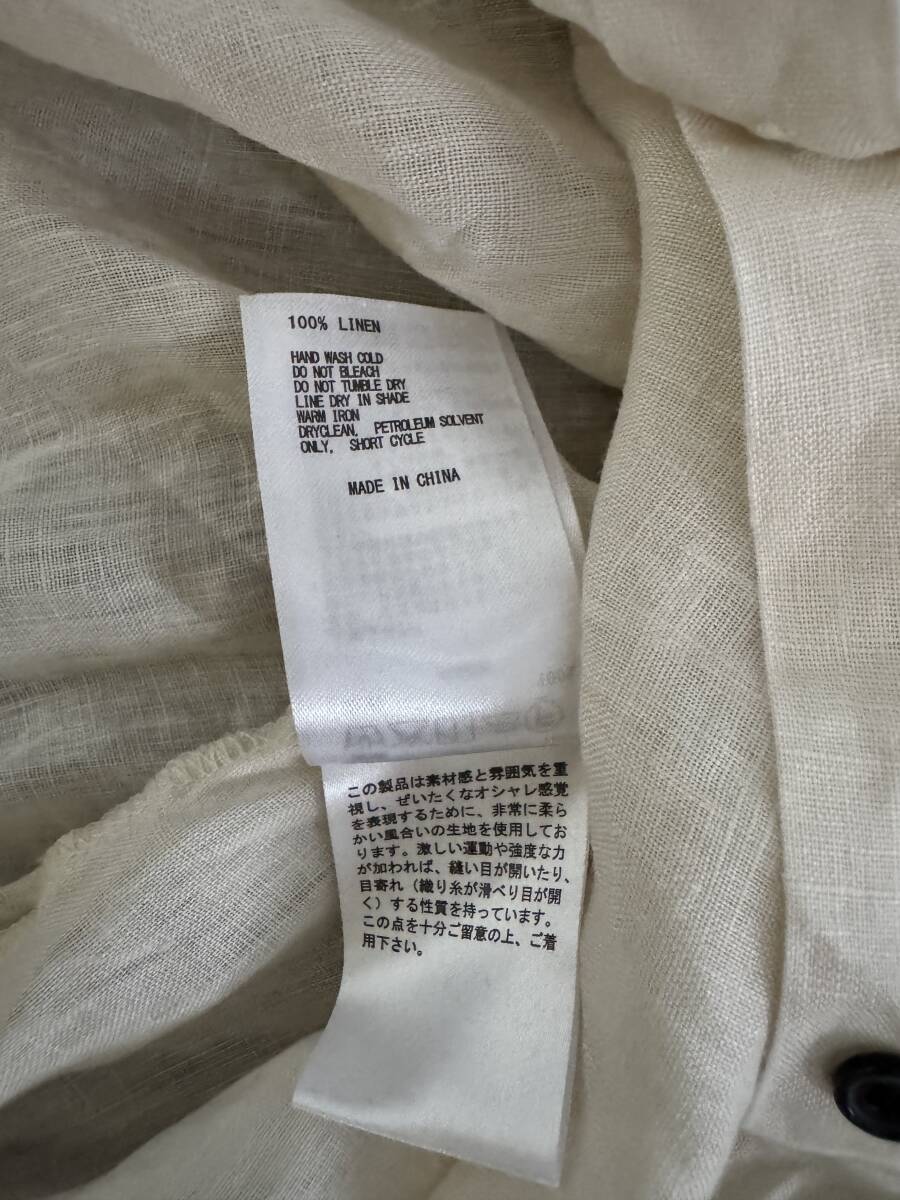 100% LINEN
HAND WASH COLD
DO NOT BLEACH
DO NOT TUMBLE DRY
LINE DRY IN SHADE
WARM IRON
DRYCLEAN, PETROLEUM SOLVENT
ONLY, SHORT CYCLE
MADE IN CHINA
この製品は素材感と雰囲気を重
視し、ぜいたくなオシャレ感覚
を表現するために、非常に柔ら
かい風合いの生地を使用してお
ります。激しい運動や強度な力
が加われば、縫い目が開いたり、
目寄れ（織り糸が滑べり目が開
く）する性質を持っています。
この点を十分ご留意の上、ご着
用下さい。